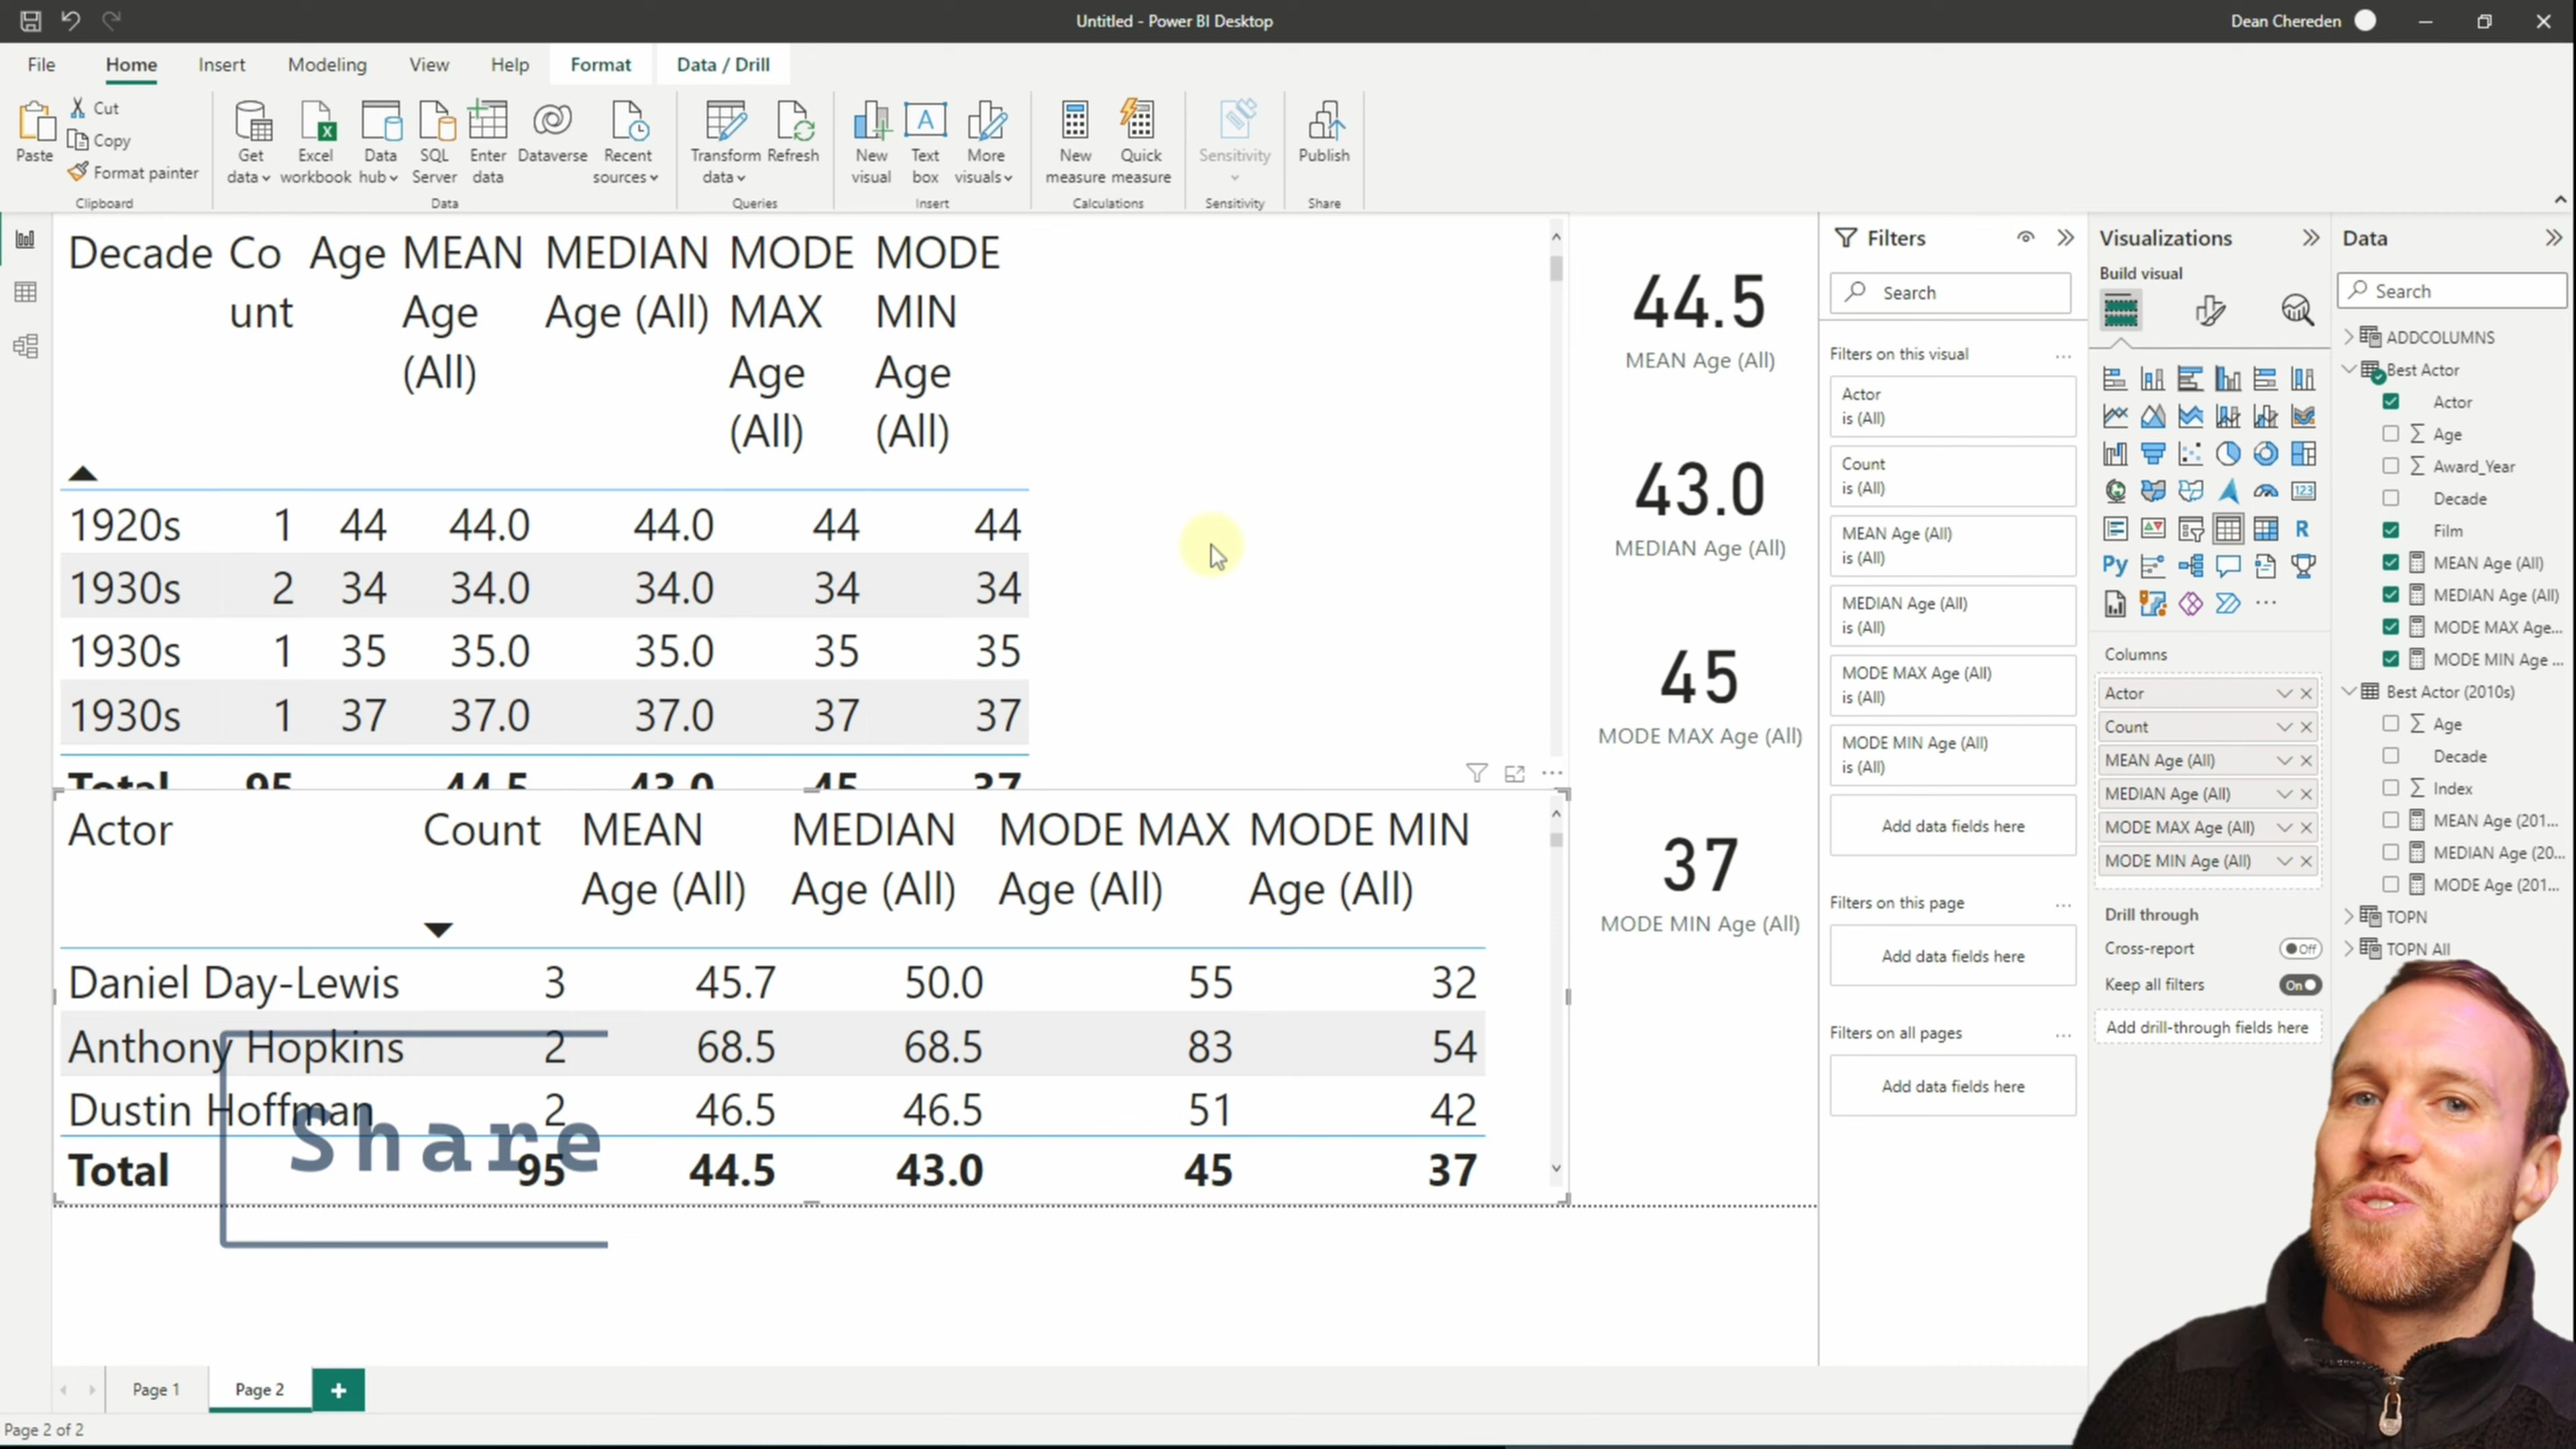 Untitled - Power BI Desktop
Dean Chereden
File Home Insert Modeling View Help Format Data / Drill
Paste
Cut
Copy
Format painter
Clipboard
Get data
Excel workbook
Data hub
SQL Server
Enter data
Dataverse
Recent sources
Data
Transform data
Refresh
Queries
New visual
Text box
More visuals
Insert
New measure
Quick measure
Calculations
Sensitivity
Sensitivity
Publish
Share
Decade Co Age MEAN MEDIAN MODE MODE
unt Age Age (All) MAX MIN
(All) Age Age
(All) (All)
1920s 1 44 44.0 44.0 44 44
1930s 2 34 34.0 34.0 34 34
1930s 1 35 35.0 35.0 35 35
1930s 1 37 37.0 37.0 37 37
Total 95 44.5 43.0 45 37
Actor Count MEAN MEDIAN MODE MAX MODE MIN
Age (All) Age (All) Age (All) Age (All)
Daniel Day-Lewis 3 45.7 50.0 55 32
Anthony Hopkins 2 68.5 68.5 83 54
Dustin Hoffman 2 46.5 46.5 51 42
Total 95 44.5 43.0 45 37
Share
44.5
MEAN Age (All)
43.0
MEDIAN Age (All)
45
MODE MAX Age (All)
37
MODE MIN Age (All)
Filters
Search
Filters on this visual ...
Actor
is (All)
Count
is (All)
MEAN Age (All)
is (All)
MEDIAN Age (All)
is (All)
MODE MAX Age (All)
is (All)
MODE MIN Age (All)
is (All)
Add data fields here
Filters on this page ...
Add data fields here
Filters on all pages ...
Add data fields here
Visualizations
Build visual
123
R
Py
...
Columns
Actor
Count
MEAN Age (All)
MEDIAN Age (All)
MODE MAX Age (All)
MODE MIN Age (All)
Drill through
Cross-report Off
Keep all filters On
Add drill-through fields here
Data
Search
ADDCOLUMNS
Best Actor
Actor
Age
Award_Year
Decade
Film
MEAN Age (All)
MEDIAN Age (All)
MODE MAX Age...
MODE MIN Age ...
Best Actor (2010s)
Age
Decade
Index
MEAN Age (201...
MEDIAN Age (20...
MODE Age (201...
TOPN
TOPN All
Page 1 Page 2 +
Page 2 of 2